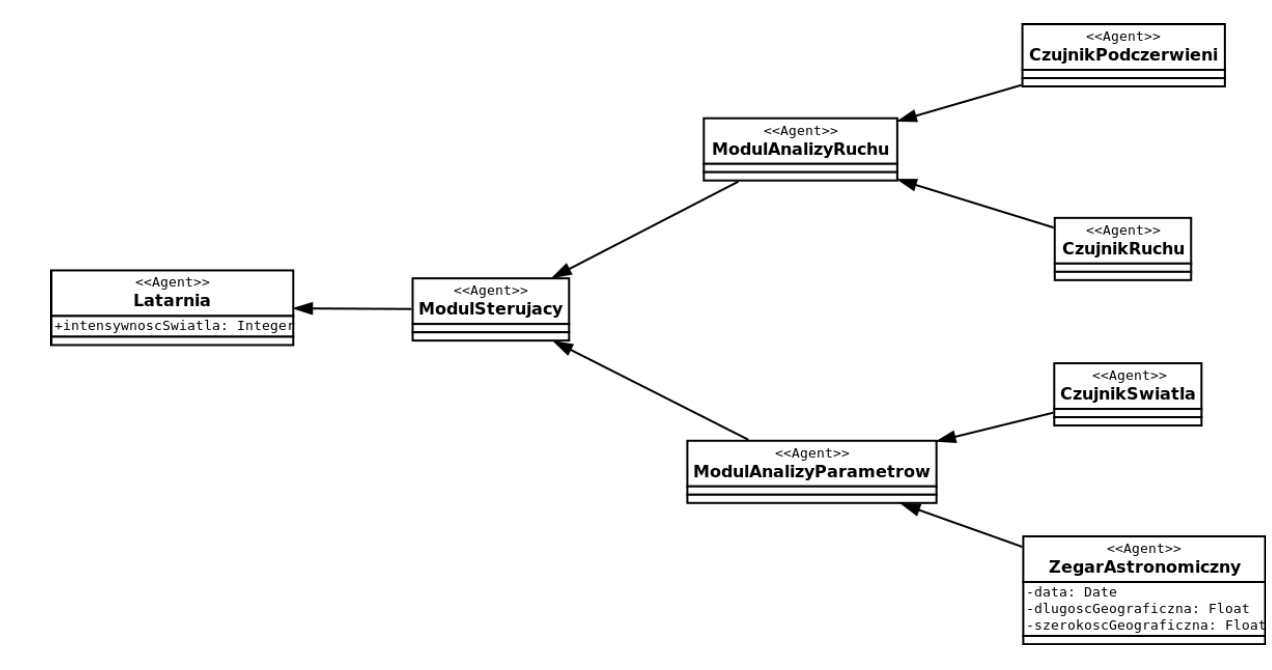 <<Agent>>
CzujnikPodczerwieni
<<Agent>>
ModulAnalizyRuchu
<<Agent>>
CzujnikRuchu
<<Agent>>
Latarnia
+intensywnoscSwiatla: Integer
<<Agent>>
ModulSterujacy
<<Agent>>
CzujnikSwiatla
<<Agent>>
ModulAnalizyParametrow
<<Agent>>
ZegarAstronomiczny
-data: Date
-dlugoscGeograficzna: Float
-szerokoscGeograficzna: Float